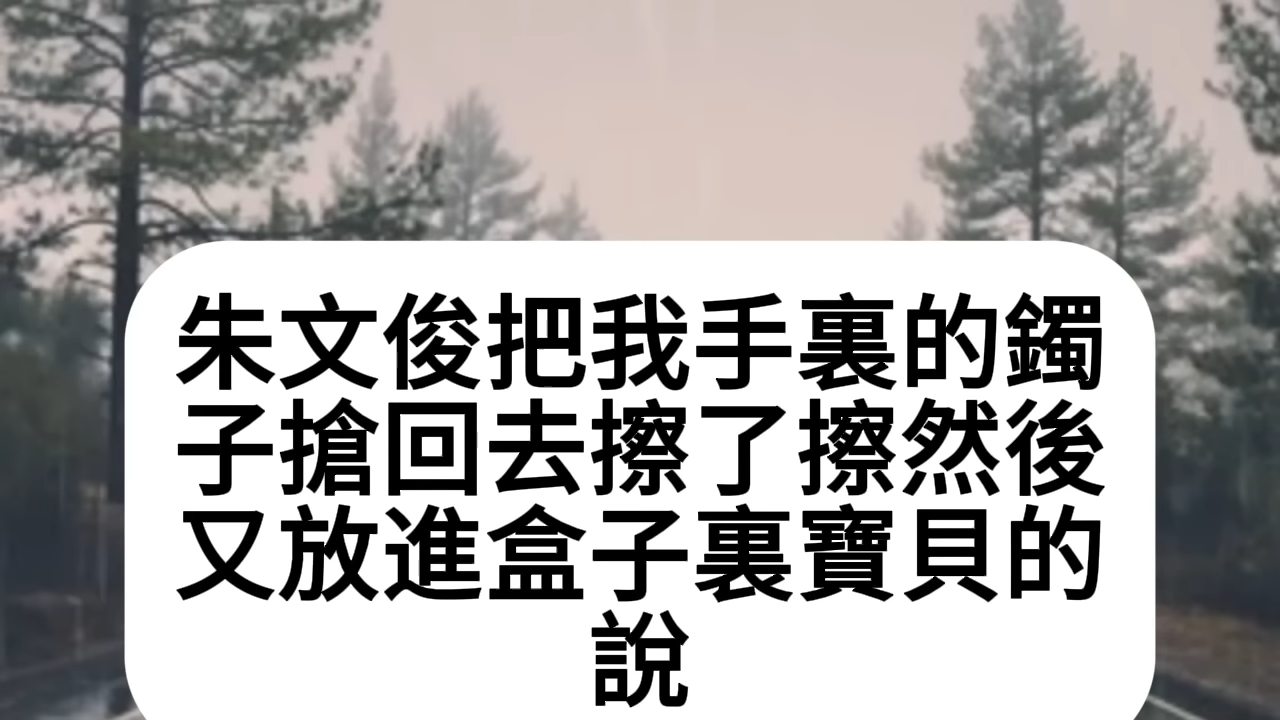 朱文俊把我手裏的鐲
子搶回去擦了擦然後
又放進盒子裏寶貝的
說